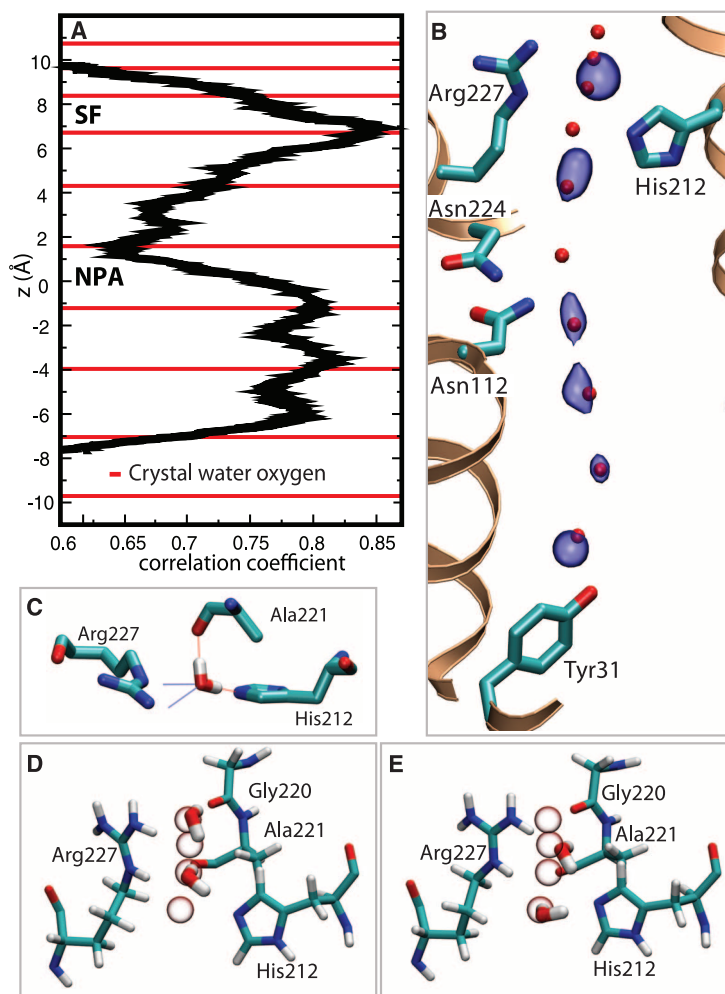 A
10
SF
8
6
4
2
NPA
z (Å)
0
-2
-4
-6
-8
Crystal water oxygen
-10
0.6 0.65 0.7 0.75 0.8 0.85
correlation coefficient
B
Arg227
His212
Asn224
Asn112
Tyr31
C
Ala221
Arg227
His212
D
Gly220
Ala221
Arg227
His212
E
Gly220
Ala221
Arg227
His212